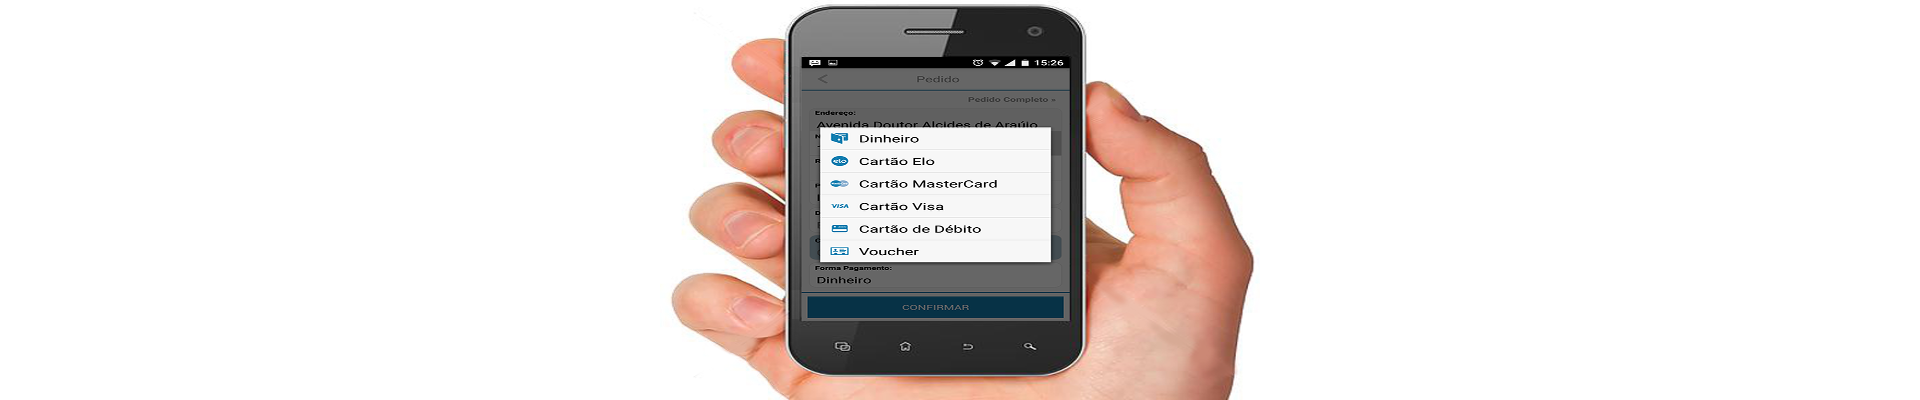 15:26
Pedido
Pedido Completo »
Endereço:
Avenida Doutor Alcides de Araújo
Dinheiro
elo Cartão Elo
Cartão MasterCard
VISA Cartão Visa
Cartão de Débito
Voucher
Forma Pagamento:
Dinheiro
CONFIRMAR